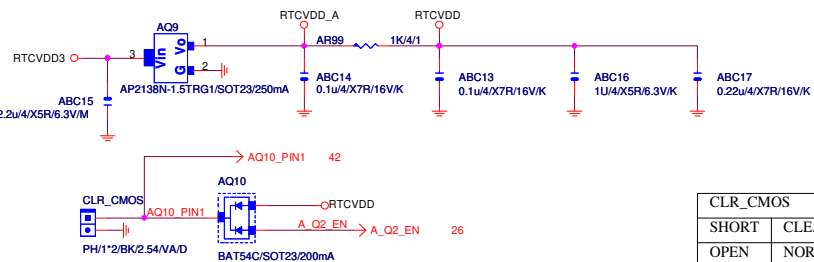 RTCVDD_A
RTCVDD
AQ9
RTCVDD3
3
Vin
Vo
G
1
2
AR99
1K/4/1
AP2138N-1.5TRG1/SOT23/250mA
ABC15
2.2u/4/X5R/6.3V/M
ABC14
0.1u/4/X7R/16V/K
ABC13
0.1u/4/X7R/16V/K
ABC16
1U/4/X5R/6.3V/K
ABC17
0.22u/4/X7R/16V/K
AQ10_PIN1 42
CLR_CMOS
AQ10_PIN1
PH/1*2/BK/2.54/VA/D
AQ10
RTCVDD
A_Q2_EN
A_Q2_EN 26
BAT54C/SOT23/200mA
CLR_CMOS
SHORT
OPEN